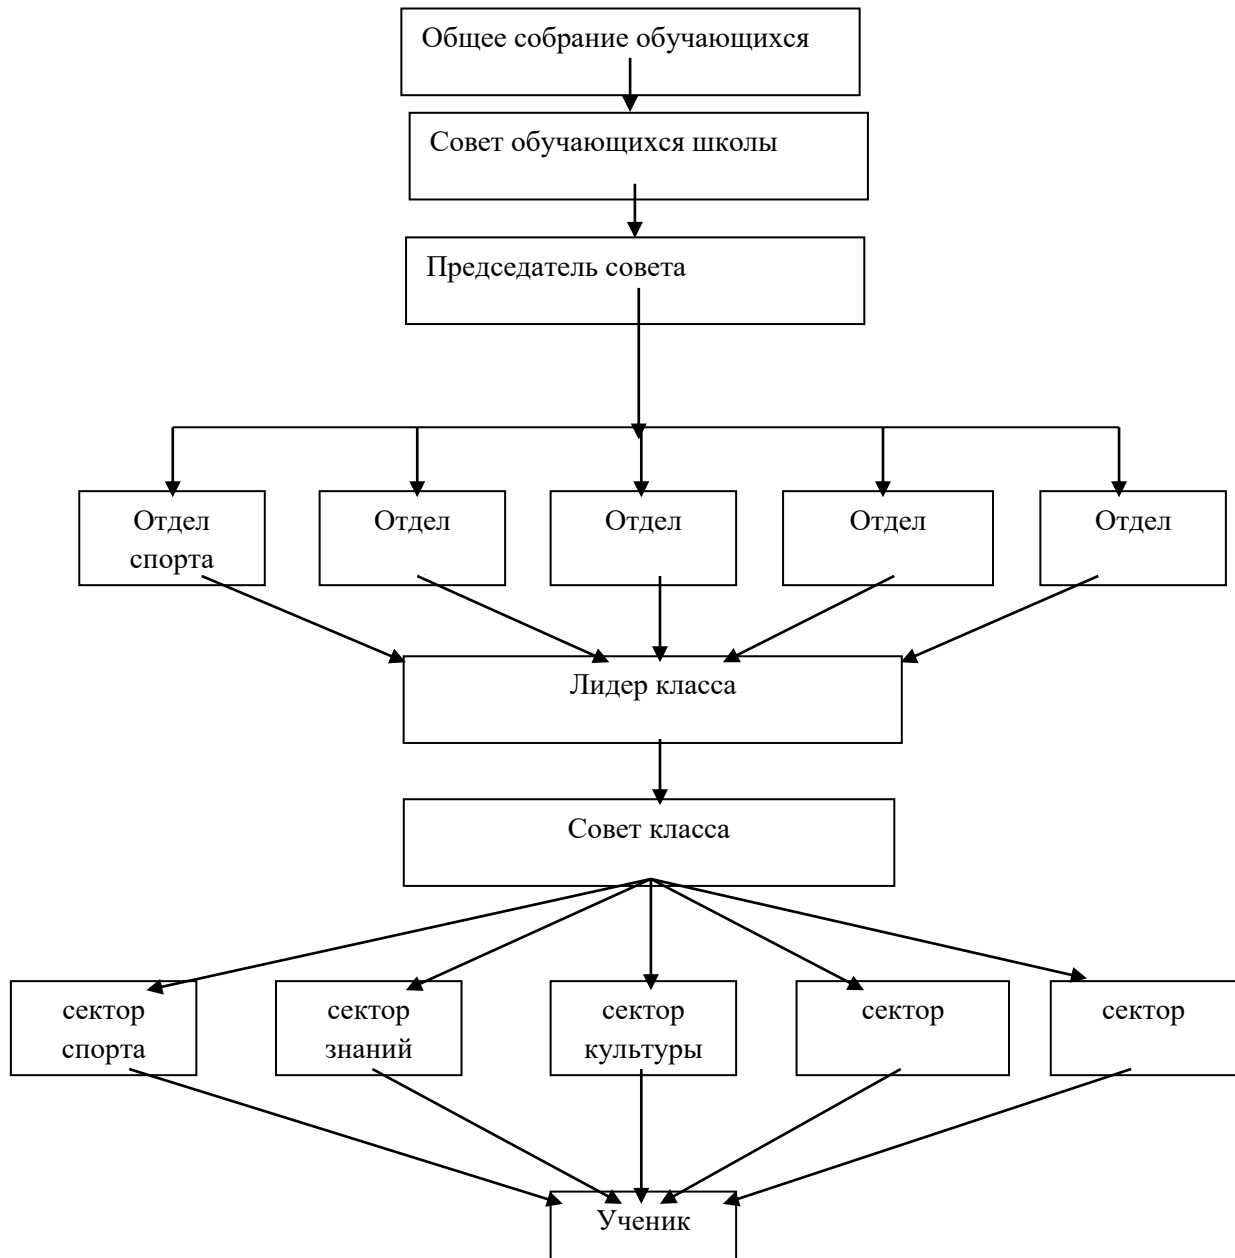 Общее собрание обучающихся
Совет обучающихся школы
Председатель совета
Отдел
спорта
Отдел
Отдел
Отдел
Отдел
Лидер класса
Совет класса
сектор
спорта
сектор
знаний
сектор
культуры
сектор
сектор
Ученик